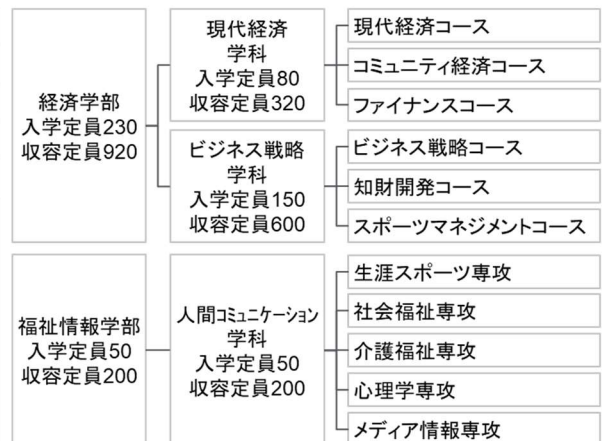 経済学部
入学定員230
収容定員920
現代経済
学科
入学定員80
収容定員320
現代経済コース
コミュニティ経済コース
ファイナンスコース
ビジネス戦略
学科
入学定員150
収容定員600
ビジネス戦略コース
知財開発コース
スポーツマネジメントコース
福祉情報学部
入学定員50
収容定員200
人間コミュニケーション
学科
入学定員50
収容定員200
生涯スポーツ専攻
社会福祉専攻
介護福祉専攻
心理学専攻
メディア情報専攻